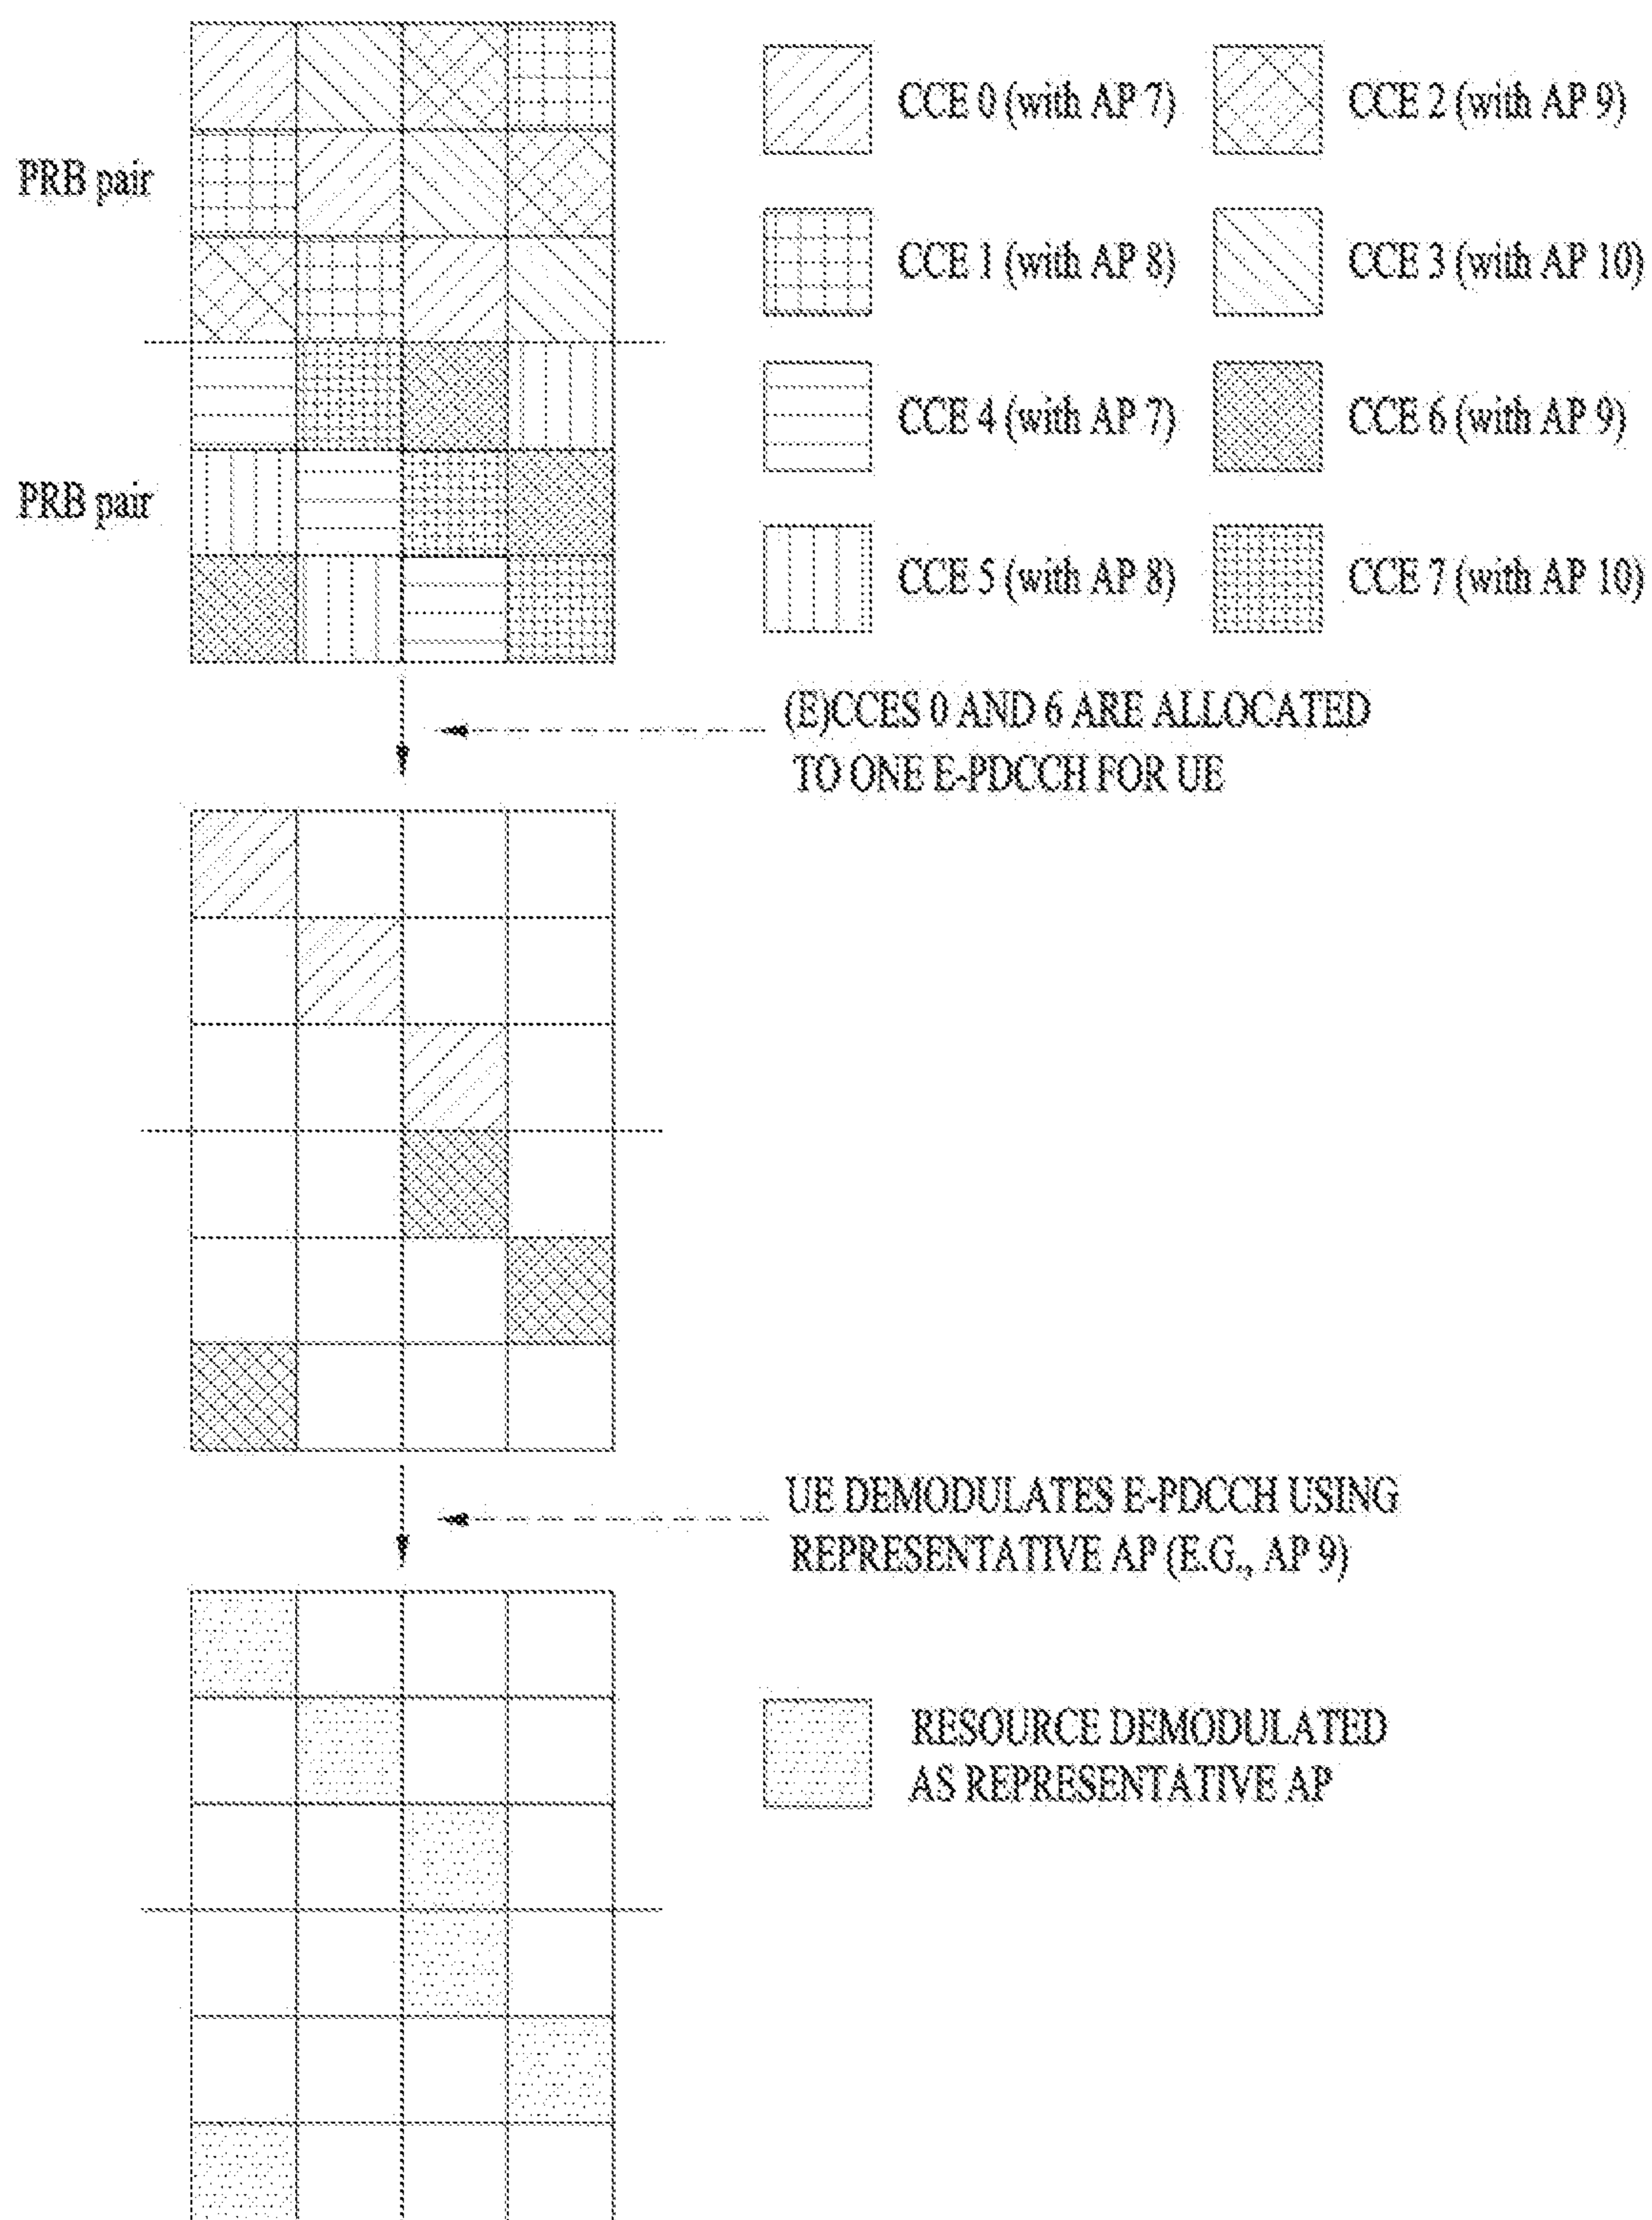 PRB pair
PRB pair
CCE 0 (with AP 7)
CCE 2 (with AP 9)
CCE 1 (with AP 8)
CCE 3 (with AP 10)
CCE 4 (with AP 7)
CCE 6 (with AP 9)
CCE 5 (with AP 8)
CCE 7 (with AP 10)
(E)CCES 0 AND 6 ARE ALLOCATED
TO ONE E-PDCCH FOR UE
UE DEMODULATES E-PDCCH USING
REPRESENTATIVE AP (E.G., AP 9)
RESOURCE DEMODULATED
AS REPRESENTATIVE AP